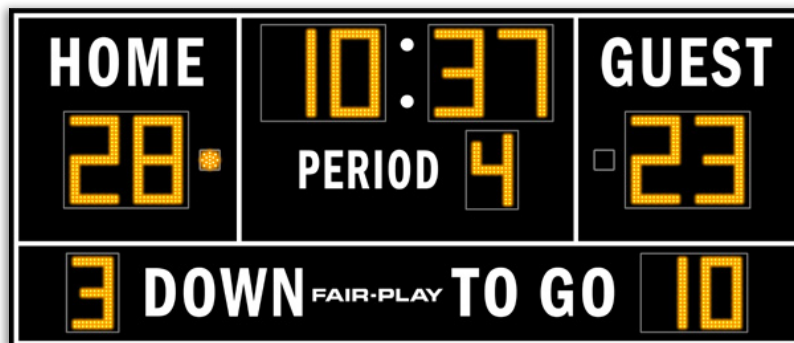 HOME 10:37 GUEST
28 PERIOD 4 23
3 DOWN FAIR-PLAY TO GO 10